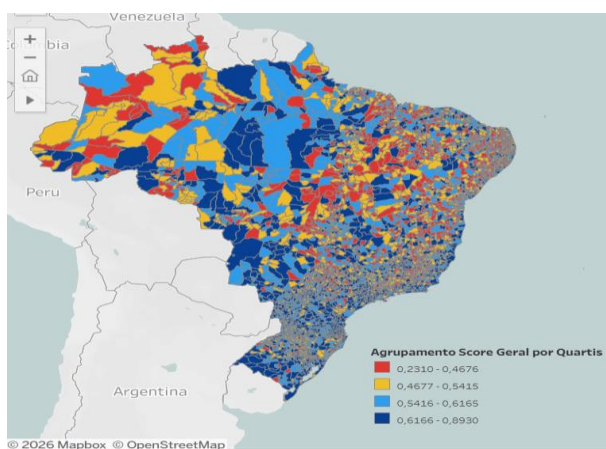 Venezuela
Colombia
+
−
Peru
Agrupamento Score Geral por Quartis
0,2310 - 0,4676
0,4677 - 0,5415
0,5416 - 0,6165
0,6166 - 0,8930
Argentina
© 2026 Mapbox © OpenStreetMap